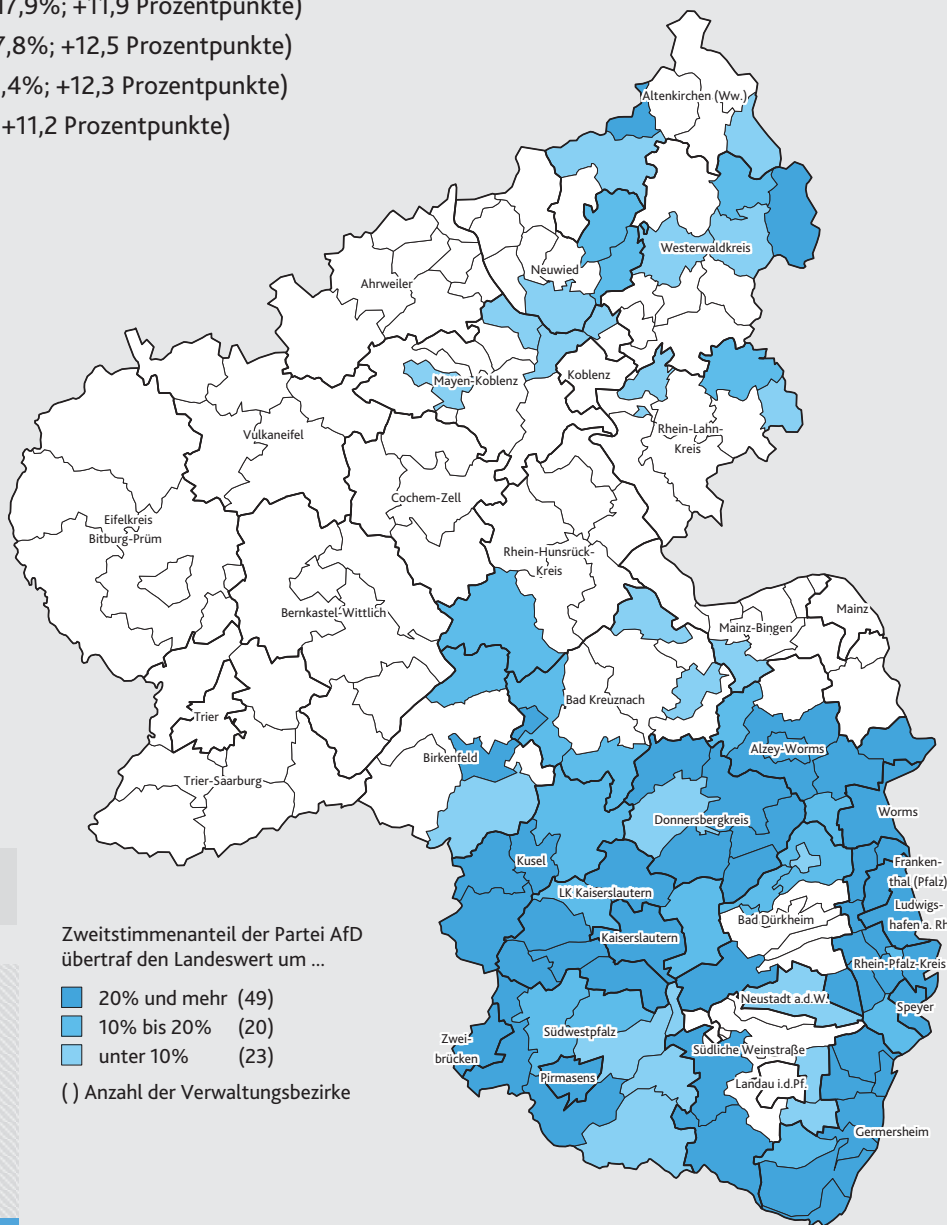 17,9%; +11,9 Prozentpunkte)
7,8%; +12,5 Prozentpunkte)
,4%; +12,3 Prozentpunkte)
+11,2 Prozentpunkte)
Altenkirchen (Ww.)
Westerwaldkreis
Neuwied
Ahrweiler
Koblenz
Mayen-Koblenz
Rhein-Lahn-
Kreis
Vulkaneifel
Cochem-Zell
Eifelkreis
Bitburg-Prüm
Rhein-Hunsrück-
Kreis
Bernkastel-Wittlich
Mainz
Mainz-Bingen
Bad Kreuznach
Trier
Alzey-Worms
Birkenfeld
Trier-Saarburg
Worms
Donnersbergkreis
Kusel
Franken-
thal (Pfalz)
LK Kaiserslautern
Ludwigs-
hafen a. Rh
Bad Dürkheim
Kaiserslautern
Rhein-Pfalz-Kreis
Neustadt a.d.W.
Speyer
Südwestpfalz
Zwei-
brücken
Südliche Weinstraße
Pirmasens
Landau i.d.Pf.
Germersheim
Zweitstimmenanteil der Partei AfD
übertraf den Landeswert um ...
20% und mehr (49)
10% bis 20% (20)
unter 10% (23)
( ) Anzahl der Verwaltungsbezirke